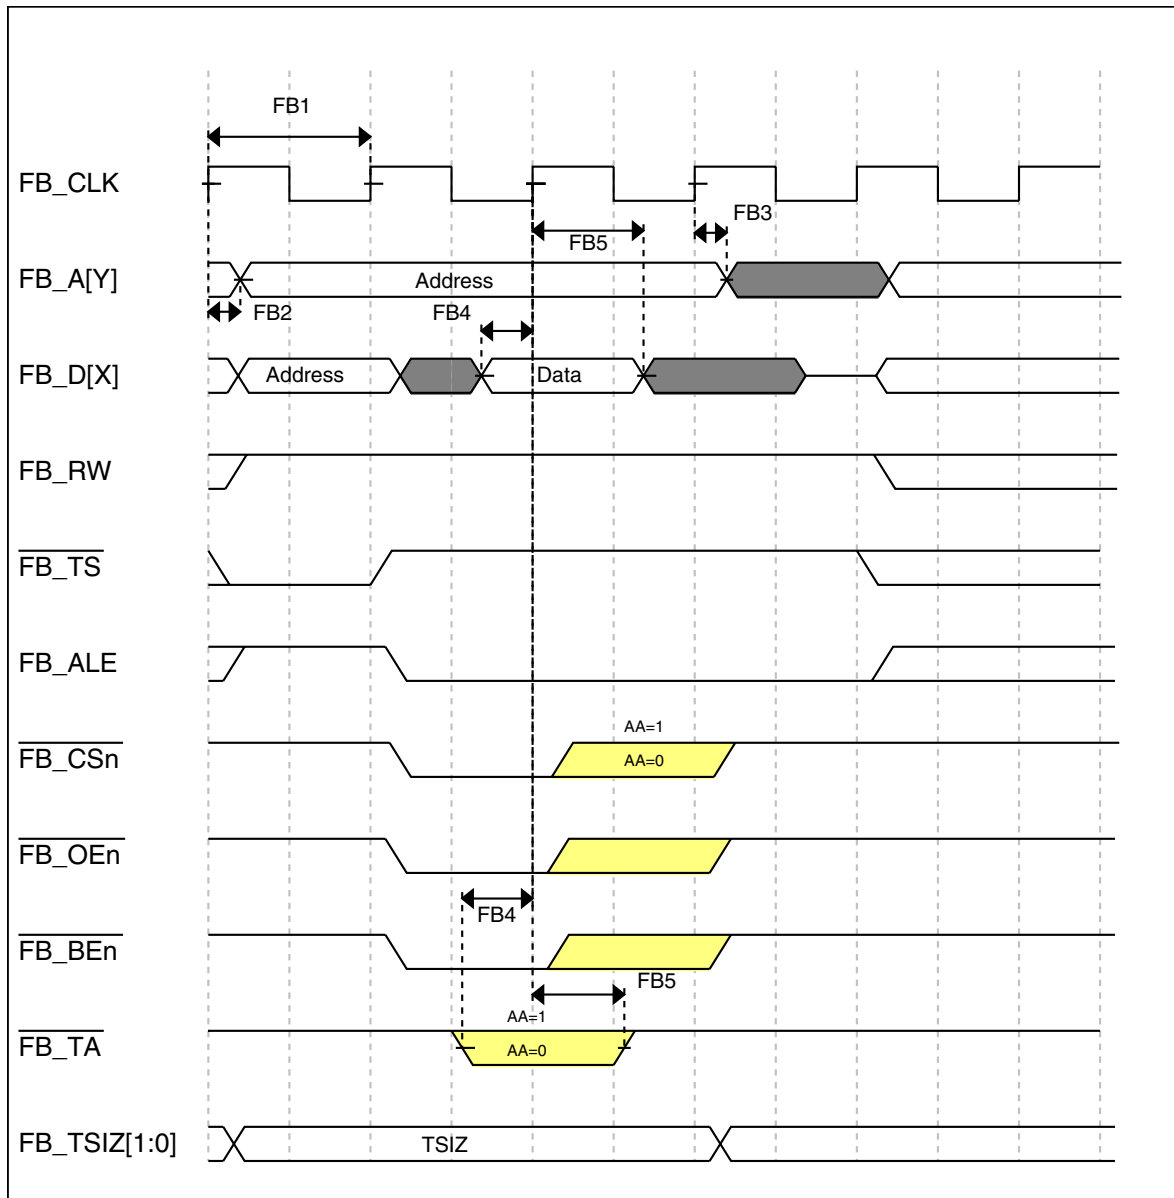 FB1
FB_CLK
FB3
FB5
FB_A[Y]
Address
FB2
FB4
FB_D[X]
Address
Data
FB_RW
FB_TS
FB_ALE
AA=1
FB_CSn
AA=0
FB_OEn
FB4
FB_BEn
FB5
AA=1
FB_TA
AA=0
FB_TSIZ[1:0]
TSIZ